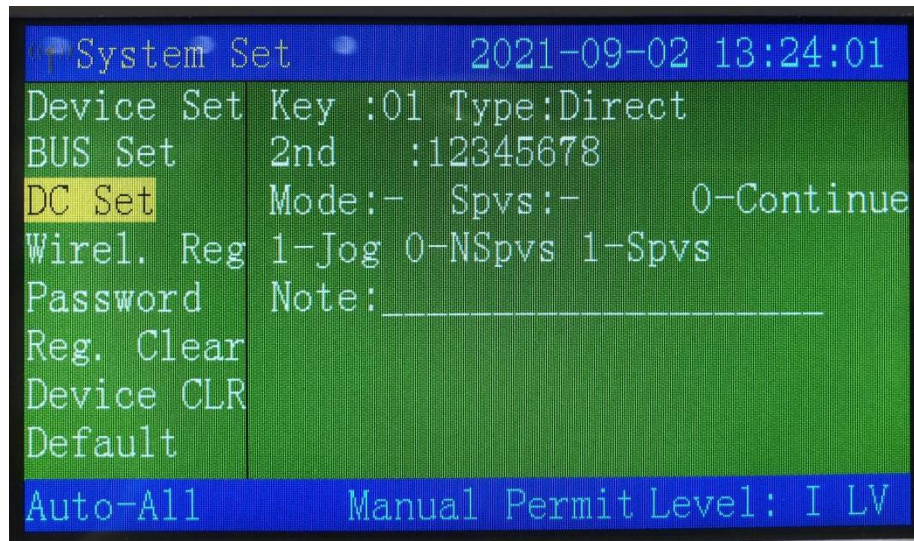 System Set 2021-09-02 13:24:01
Device Set
BUS Set
DC Set
Wirel. Reg
Password
Reg. Clear
Device CLR
Default
Key :01 Type:Direct
2nd :12345678
Mode:- Spvs:- 0-Continue
1-Jog 0-NSpvs 1-Spvs
Note:____________________
Auto-All Manual Permit Level: I LV